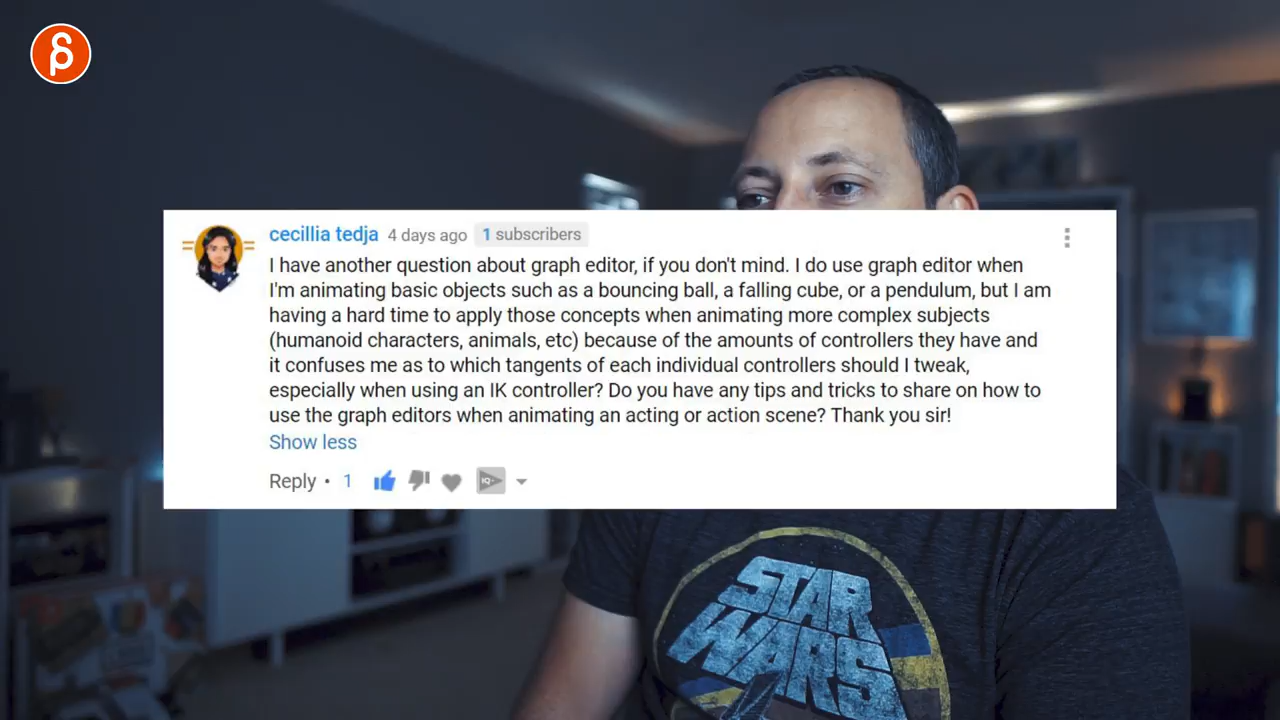 cecillia tedja 4 days ago 1 subscribers
I have another question about graph editor, if you don't mind. I do use graph editor when
I'm animating basic objects such as a bouncing ball, a falling cube, or a pendulum, but I am
having a hard time to apply those concepts when animating more complex subjects
(humanoid characters, animals, etc) because of the amounts of controllers they have and
it confuses me as to which tangents of each individual controllers should I tweak,
especially when using an IK controller? Do you have any tips and tricks to share on how to
use the graph editors when animating an acting or action scene? Thank you sir!
Show less
Reply • 1 IQ
STAR
WARS